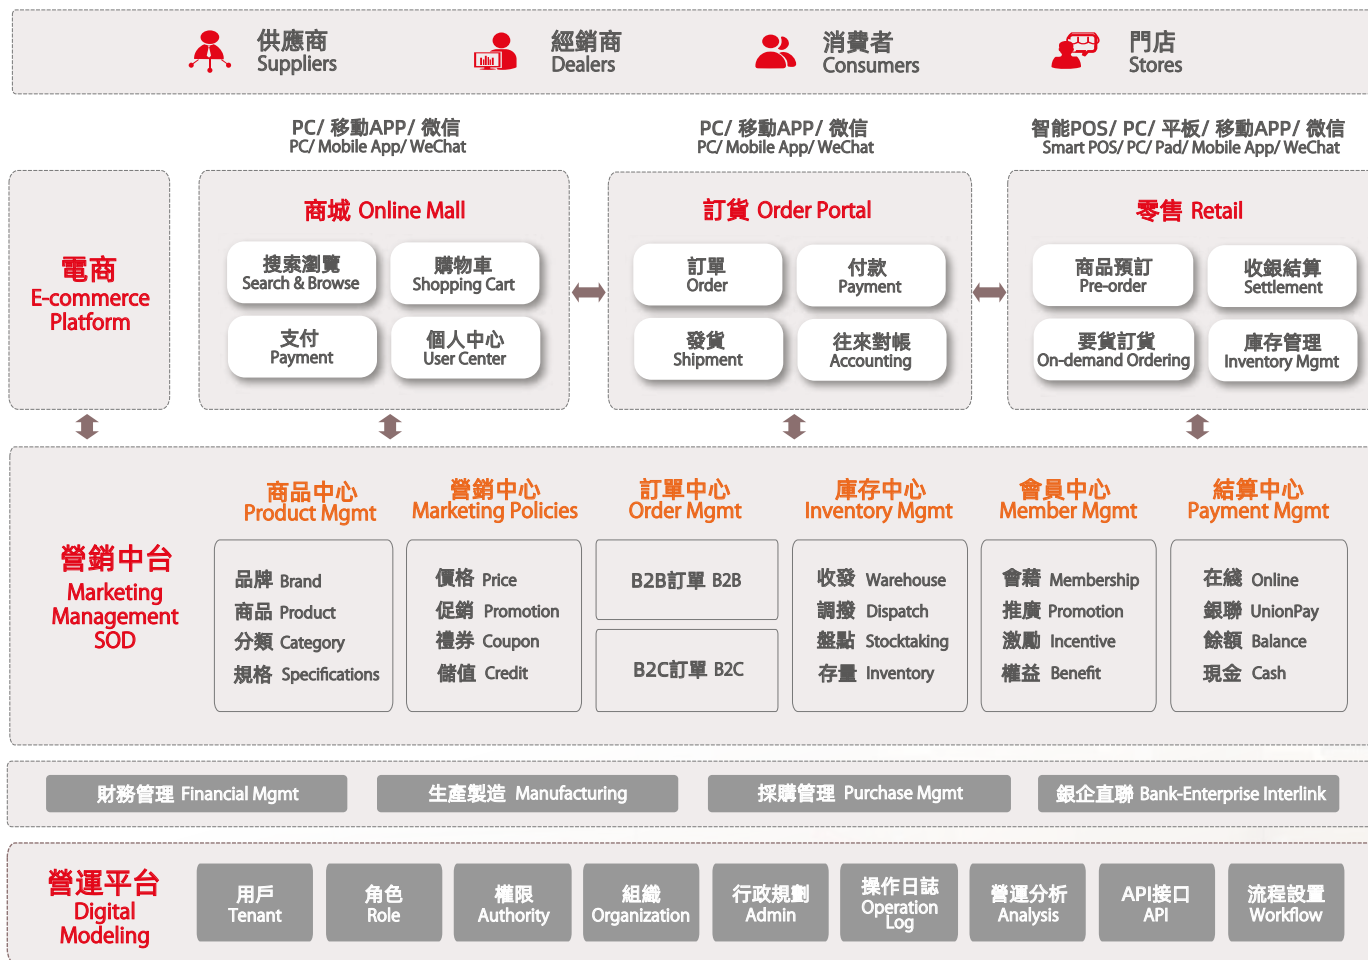 供應商
Suppliers
經銷商
Dealers
消費者
Consumers
門店
Stores
PC/ 移動APP/ 微信
PC/ Mobile App/ WeChat
PC/ 移動APP/ 微信
PC/ Mobile App/ WeChat
智能POS/ PC/ 平板/ 移動APP/ 微信
Smart POS/ PC/ Pad/ Mobile App/ WeChat
電商
E-commerce
Platform
商城 Online Mall
搜索瀏覽
Search & Browse
購物車
Shopping Cart
支付
Payment
個人中心
User Center
訂貨 Order Portal
訂單
Order
付款
Payment
發貨
Shipment
往來對帳
Accounting
零售 Retail
商品預訂
Pre-order
收銀結算
Settlement
要貨訂貨
On-demand Ordering
庫存管理
Inventory Mgmt
營銷中台
Marketing
Management
SOD
商品中心
Product Mgmt
品牌 Brand
商品 Product
分類 Category
規格 Specifications
營銷中心
Marketing Policies
價格 Price
促銷 Promotion
禮券 Coupon
儲值 Credit
訂單中心
Order Mgmt
B2B訂單 B2B
B2C訂單 B2C
庫存中心
Inventory Mgmt
收發 Warehouse
調撥 Dispatch
盤點 Stocktaking
存量 Inventory
會員中心
Member Mgmt
會藉 Membership
推廣 Promotion
激勵 Incentive
權益 Benefit
結算中心
Payment Mgmt
在綫 Online
銀聯 UnionPay
餘額 Balance
現金 Cash
財務管理 Financial Mgmt
生產製造 Manufacturing
採購管理 Purchase Mgmt
銀企直聯 Bank-Enterprise Interlink
營運平台
Digital
Modeling
用戶
Tenant
角色
Role
權限
Authority
組織
Organization
行政規劃
Admin
操作日誌
Operation
Log
營運分析
Analysis
API接口
API
流程設置
Workflow